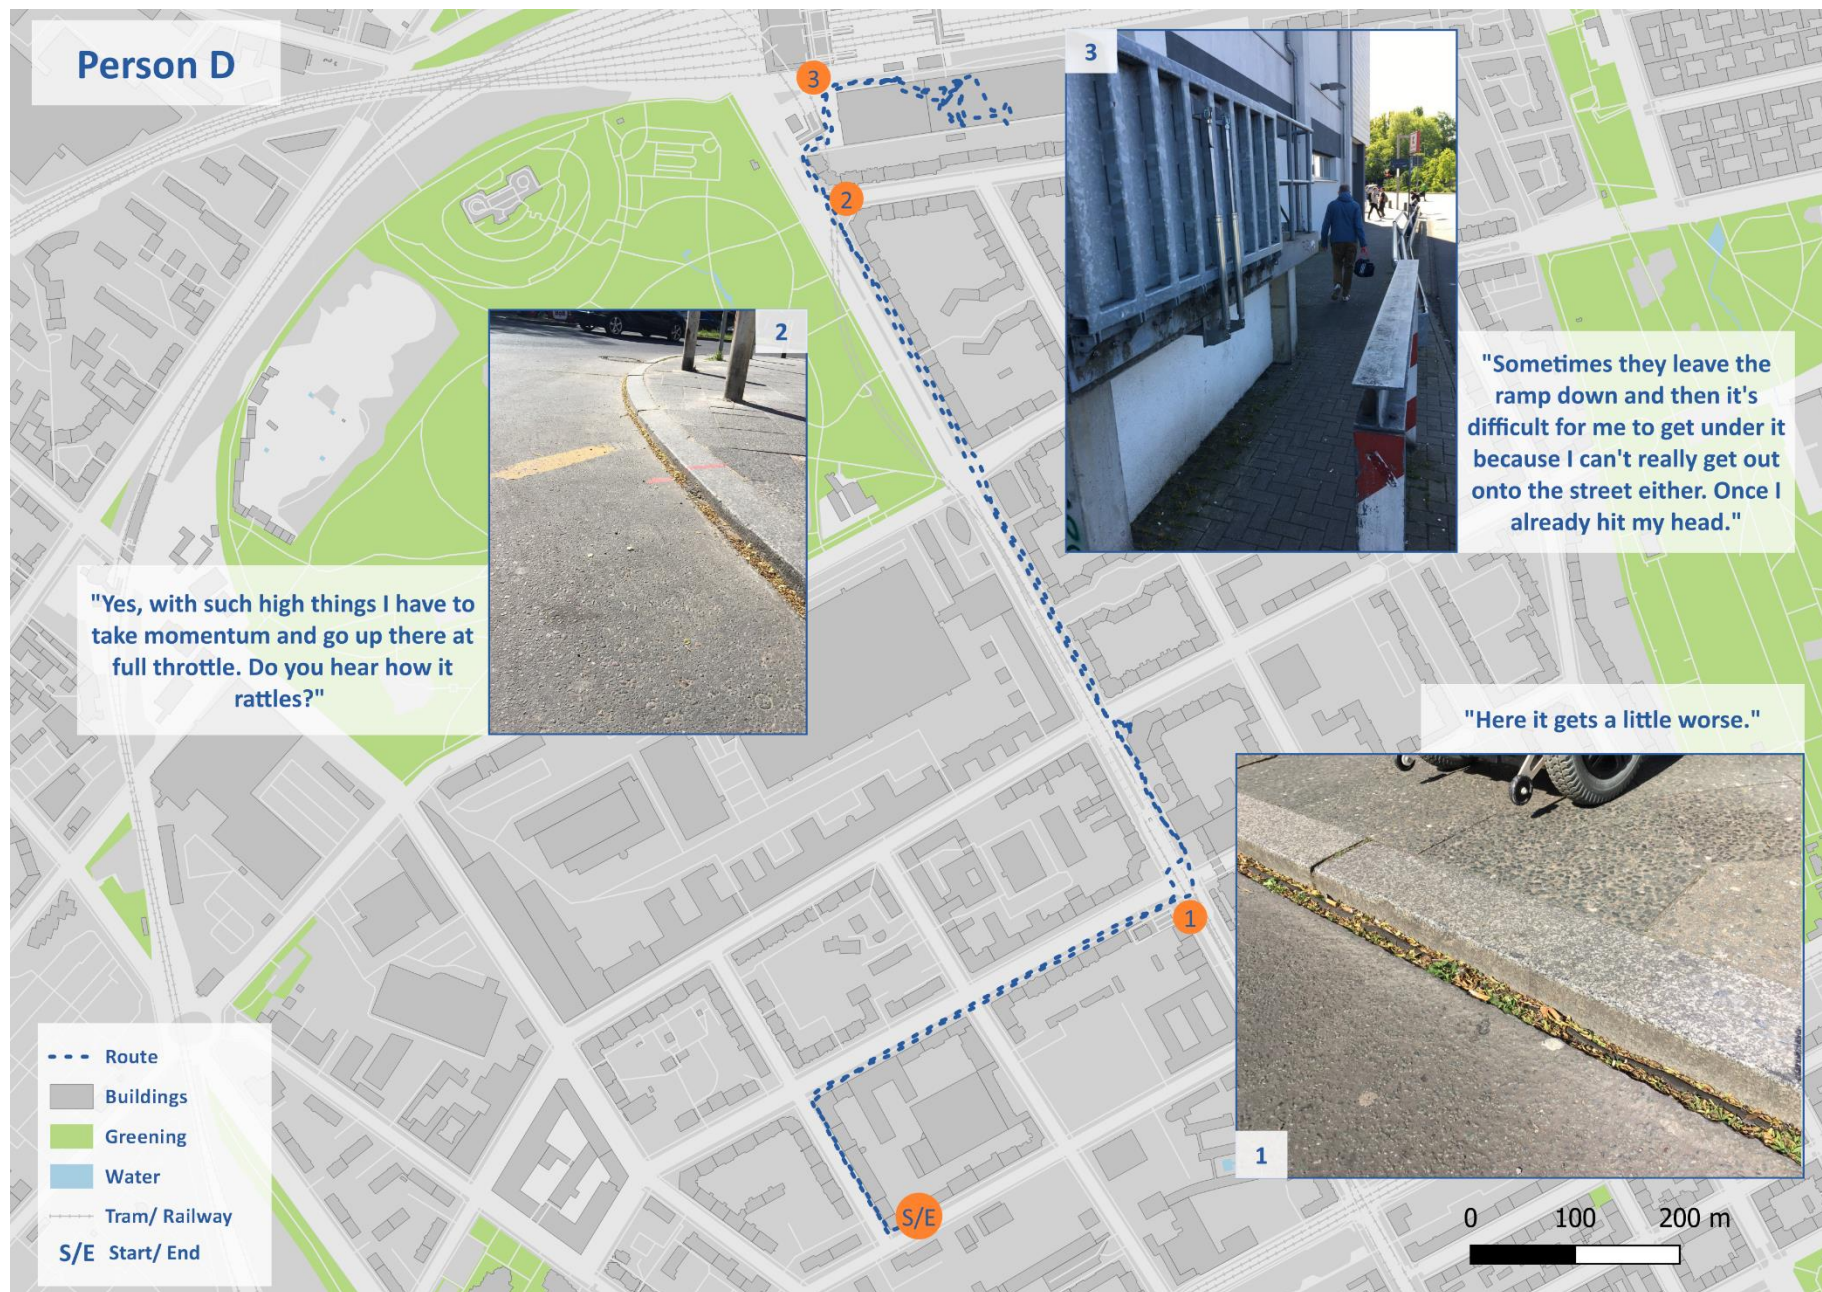 Person D
3
3
2
"Sometimes they leave the
ramp down and then it's
difficult for me to get under it
because I can't really get out
onto the street either. Once I
already hit my head."
2
"Yes, with such high things I have to
take momentum and go up there at
full throttle. Do you hear how it
rattles?"
"Here it gets a little worse."
1
1
S/E
Route
Buildings
Greening
Water
Tram/ Railway
S/E Start/ End
0 100 200 m